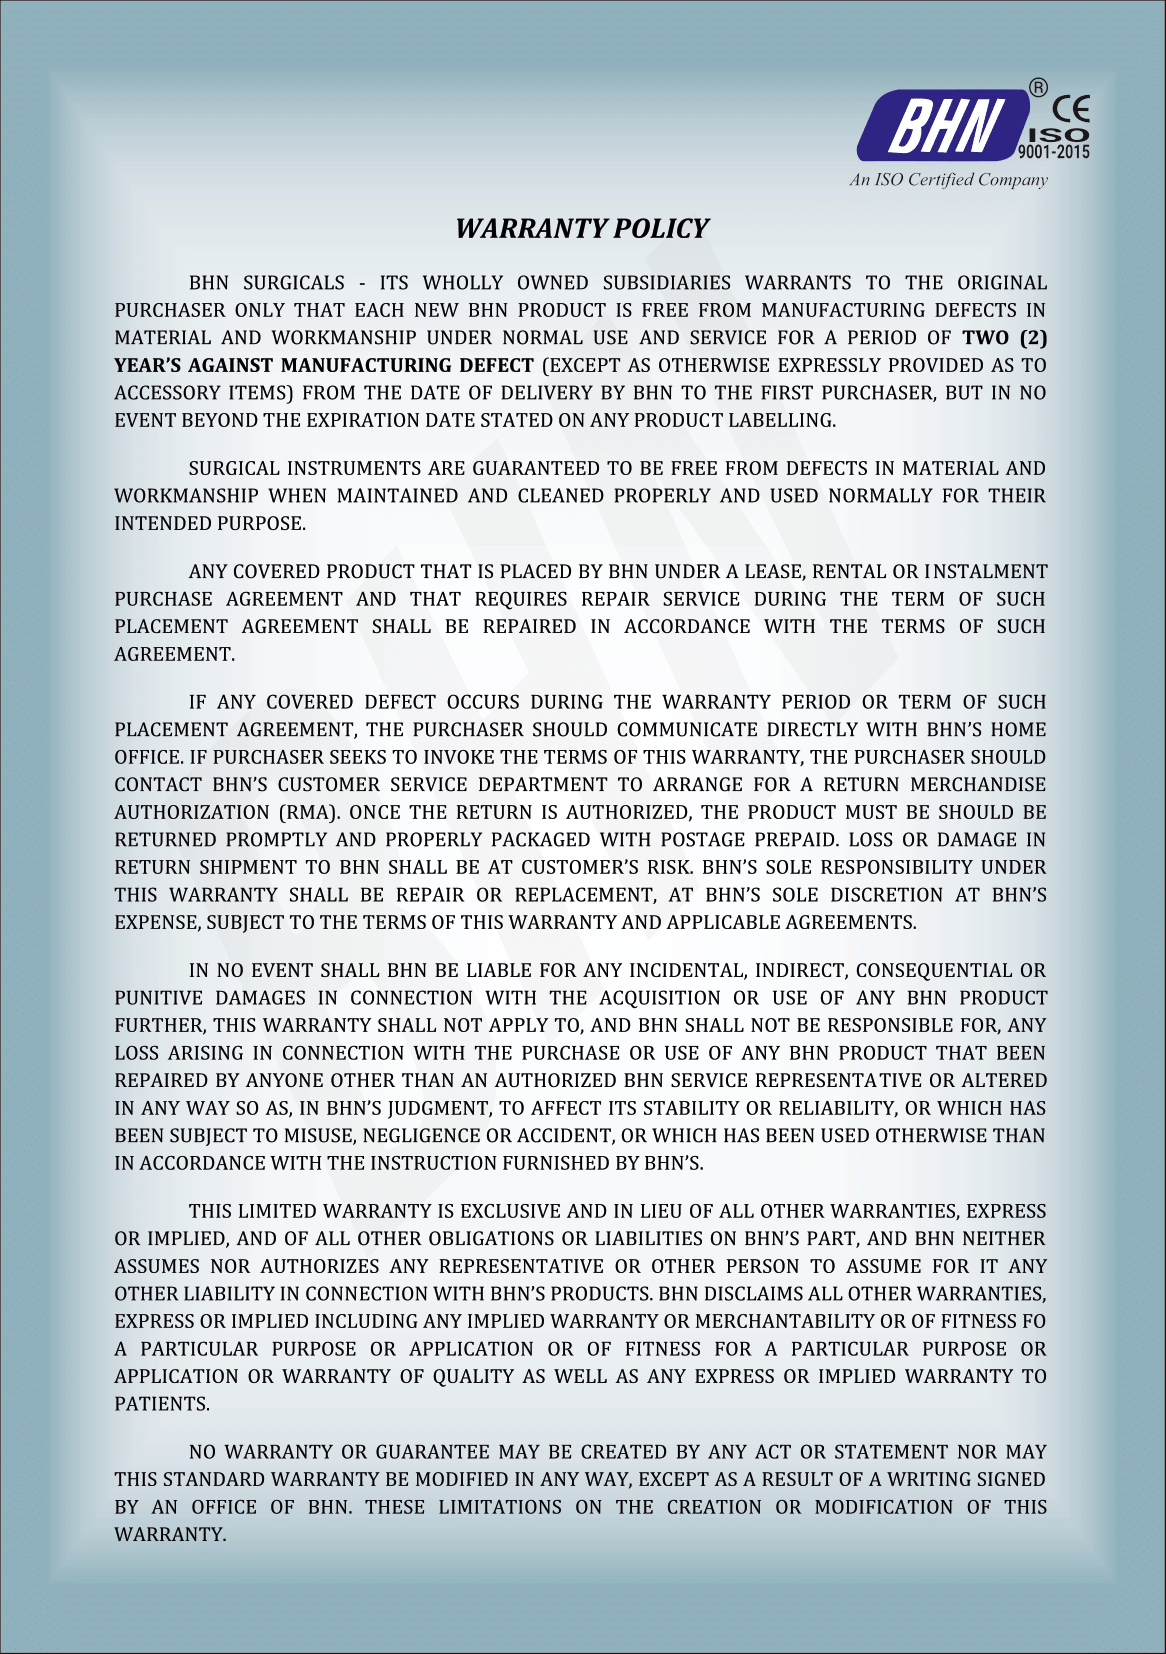 BHN
®
CE
ISO
9001-2015
An ISO Certified Company
WARRANTY POLICY
BHN SURGICALS - ITS WHOLLY OWNED SUBSIDIARIES WARRANTS TO THE ORIGINAL
PURCHASER ONLY THAT EACH NEW BHN PRODUCT IS FREE FROM MANUFACTURING DEFECTS IN
MATERIAL AND WORKMANSHIP UNDER NORMAL USE AND SERVICE FOR A PERIOD OF TWO (2)
YEAR’S AGAINST MANUFACTURING DEFECT (EXCEPT AS OTHERWISE EXPRESSLY PROVIDED AS TO
ACCESSORY ITEMS) FROM THE DATE OF DELIVERY BY BHN TO THE FIRST PURCHASER, BUT IN NO
EVENT BEYOND THE EXPIRATION DATE STATED ON ANY PRODUCT LABELLING.
SURGICAL INSTRUMENTS ARE GUARANTEED TO BE FREE FROM DEFECTS IN MATERIAL AND
WORKMANSHIP WHEN MAINTAINED AND CLEANED PROPERLY AND USED NORMALLY FOR THEIR
INTENDED PURPOSE.
ANY COVERED PRODUCT THAT IS PLACED BY BHN UNDER A LEASE, RENTAL OR INSTALMENT
PURCHASE AGREEMENT AND THAT REQUIRES REPAIR SERVICE DURING THE TERM OF SUCH
PLACEMENT AGREEMENT SHALL BE REPAIRED IN ACCORDANCE WITH THE TERMS OF SUCH
AGREEMENT.
IF ANY COVERED DEFECT OCCURS DURING THE WARRANTY PERIOD OR TERM OF SUCH
PLACEMENT AGREEMENT, THE PURCHASER SHOULD COMMUNICATE DIRECTLY WITH BHN’S HOME
OFFICE. IF PURCHASER SEEKS TO INVOKE THE TERMS OF THIS WARRANTY, THE PURCHASER SHOULD
CONTACT BHN’S CUSTOMER SERVICE DEPARTMENT TO ARRANGE FOR A RETURN MERCHANDISE
AUTHORIZATION (RMA). ONCE THE RETURN IS AUTHORIZED, THE PRODUCT MUST BE SHOULD BE
RETURNED PROMPTLY AND PROPERLY PACKAGED WITH POSTAGE PREPAID. LOSS OR DAMAGE IN
RETURN SHIPMENT TO BHN SHALL BE AT CUSTOMER’S RISK. BHN’S SOLE RESPONSIBILITY UNDER
THIS WARRANTY SHALL BE REPAIR OR REPLACEMENT, AT BHN’S SOLE DISCRETION AT BHN’S
EXPENSE, SUBJECT TO THE TERMS OF THIS WARRANTY AND APPLICABLE AGREEMENTS.
IN NO EVENT SHALL BHN BE LIABLE FOR ANY INCIDENTAL, INDIRECT, CONSEQUENTIAL OR
PUNITIVE DAMAGES IN CONNECTION WITH THE ACQUISITION OR USE OF ANY BHN PRODUCT
FURTHER, THIS WARRANTY SHALL NOT APPLY TO, AND BHN SHALL NOT BE RESPONSIBLE FOR, ANY
LOSS ARISING IN CONNECTION WITH THE PURCHASE OR USE OF ANY BHN PRODUCT THAT BEEN
REPAIRED BY ANYONE OTHER THAN AN AUTHORIZED BHN SERVICE REPRESENTATIVE OR ALTERED
IN ANY WAY SO AS, IN BHN’S JUDGMENT, TO AFFECT ITS STABILITY OR RELIABILITY, OR WHICH HAS
BEEN SUBJECT TO MISUSE, NEGLIGENCE OR ACCIDENT, OR WHICH HAS BEEN USED OTHERWISE THAN
IN ACCORDANCE WITH THE INSTRUCTION FURNISHED BY BHN’S.
THIS LIMITED WARRANTY IS EXCLUSIVE AND IN LIEU OF ALL OTHER WARRANTIES, EXPRESS
OR IMPLIED, AND OF ALL OTHER OBLIGATIONS OR LIABILITIES ON BHN’S PART, AND BHN NEITHER
ASSUMES NOR AUTHORIZES ANY REPRESENTATIVE OR OTHER PERSON TO ASSUME FOR IT ANY
OTHER LIABILITY IN CONNECTION WITH BHN’S PRODUCTS. BHN DISCLAIMS ALL OTHER WARRANTIES,
EXPRESS OR IMPLIED INCLUDING ANY IMPLIED WARRANTY OR MERCHANTABILITY OR OF FITNESS FO
A PARTICULAR PURPOSE OR APPLICATION OR OF FITNESS FOR A PARTICULAR PURPOSE OR
APPLICATION OR WARRANTY OF QUALITY AS WELL AS ANY EXPRESS OR IMPLIED WARRANTY TO
PATIENTS.
NO WARRANTY OR GUARANTEE MAY BE CREATED BY ANY ACT OR STATEMENT NOR MAY
THIS STANDARD WARRANTY BE MODIFIED IN ANY WAY, EXCEPT AS A RESULT OF A WRITING SIGNED
BY AN OFFICE OF BHN. THESE LIMITATIONS ON THE CREATION OR MODIFICATION OF THIS
WARRANTY.